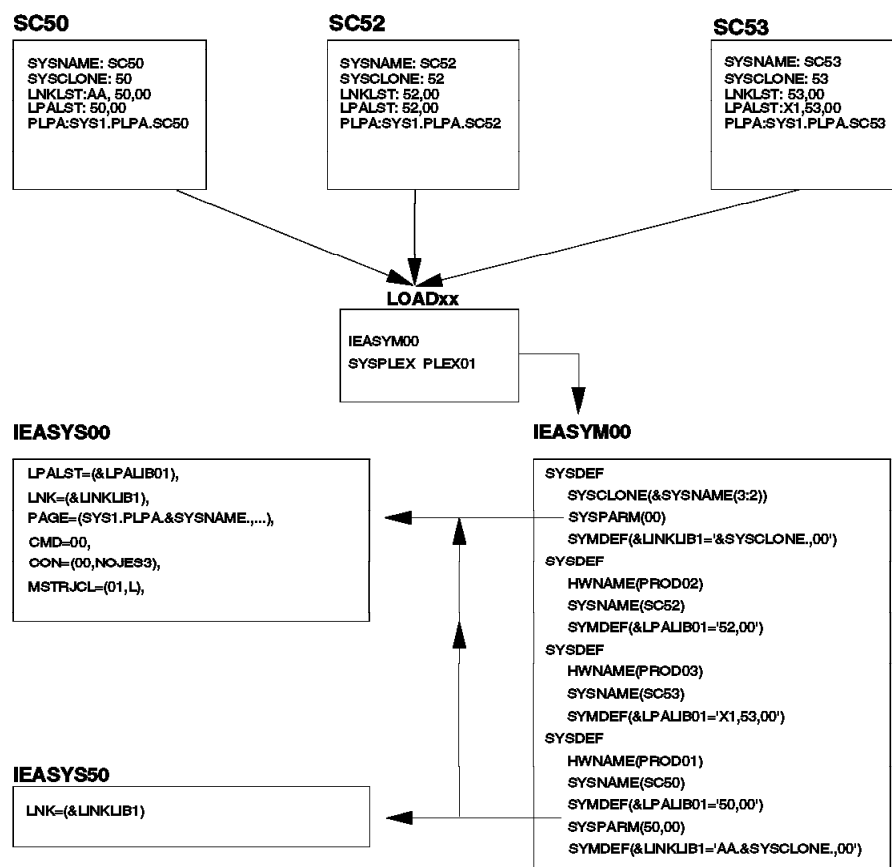 SC50
SYSNAME: SC50
SYSCLONE: 50
LNKLST:AA, 50,00
LPALST: 50,00
PLPA:SYS1.PLPA.SC50
SC52
SYSNAME: SC52
SYSCLONE: 52
LNKLST: 52,00
LPALST: 52,00
PLPA:SYS1.PLPA.SC52
SC53
SYSNAME: SC53
SYSCLONE: 53
LNKLST: 53,00
LPALST:X1,53,00
PLPA:SYS1.PLPA.SC53
LOADxx
IEASYM00
SYSPLEX PLEX01
IEASYS00
LPALST=(&LPALIB01),
LNK=(&LINKLIB1),
PAGE=(SYS1.PLPA.&SYSNAME.,...),
CMD=00,
CON=(00,NOJES3),
MSTRJCL=(01,L),
IEASYM00
SYSDEF
SYSCLONE(&SYSNAME(3:2))
SYSPARM(00)
SYMDEF(&LINKLIB1='&SYSCLONE.,00')
SYSDEF
HWNAME(PROD02)
SYSNAME(SC52)
SYMDEF(&LPALIB01='52,00')
SYSDEF
HWNAME(PROD03)
SYSNAME(SC53)
SYMDEF(&LPALIB01='X1,53,00')
SYSDEF
HWNAME(PROD01)
SYSNAME(SC50)
SYMDEF(&LPALIB01='50,00')
SYSPARM(50,00)
SYMDEF(&LINKLIB1='AA.&SYSCLONE.,00')
IEASYS50
LNK=(&LINKLIB1)